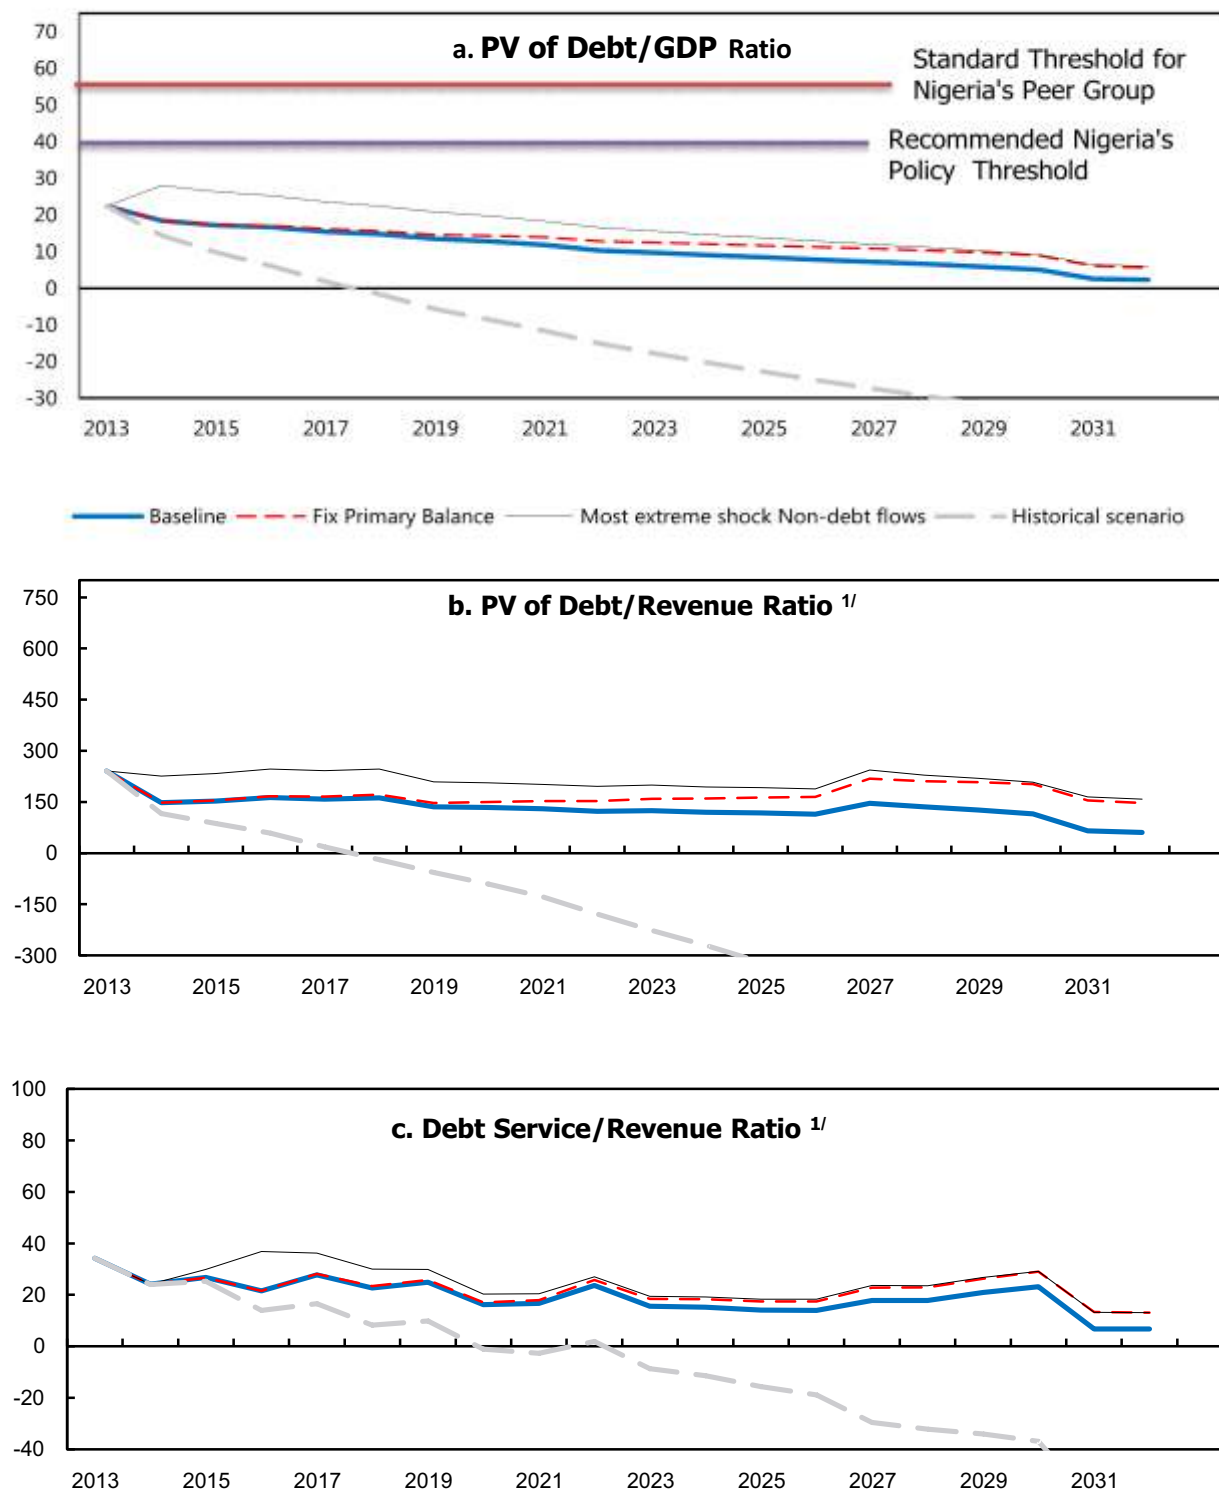 a. PV of Debt/GDP Ratio
70
60
50
40
30
20
10
0
-10
-20
-30
Standard Threshold for
Nigeria's Peer Group
Recommended Nigeria's
Policy Threshold
2013 2015 2017 2019 2021 2023 2025 2027 2029 2031
Baseline Fix Primary Balance Most extreme shock Non-debt flows Historical scenario
b. PV of Debt/Revenue Ratio 1/
750
600
450
300
150
0
-150
-300
2013 2015 2017 2019 2021 2023 2025 2027 2029 2031
c. Debt Service/Revenue Ratio 1/
100
80
60
40
20
0
-20
-40
2013 2015 2017 2019 2021 2023 2025 2027 2029 2031